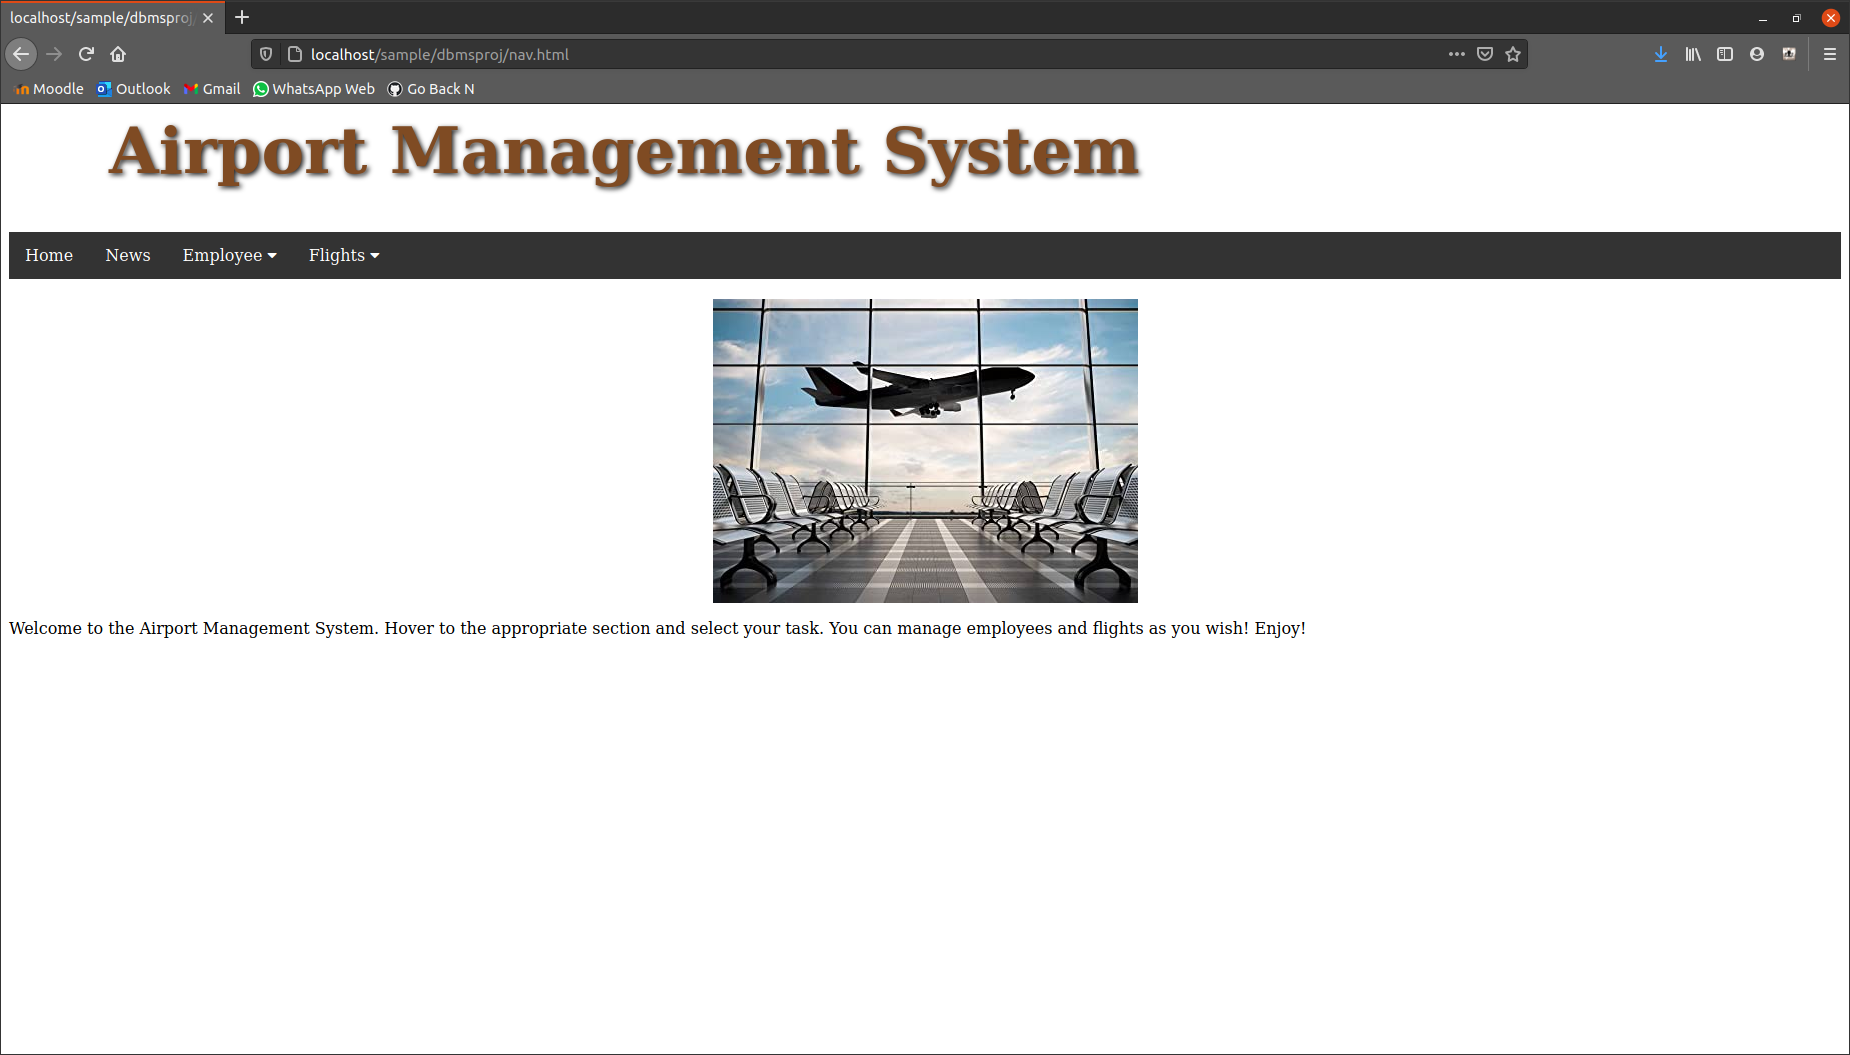 localhost/sample/dbmsproj/
localhost/sample/dbmsproj/nav.html
Moodle Outlook Gmail WhatsApp Web Go Back N
Airport Management System
Home News Employee Flights
Welcome to the Airport Management System. Hover to the appropriate section and select your task. You can manage employees and flights as you wish! Enjoy!